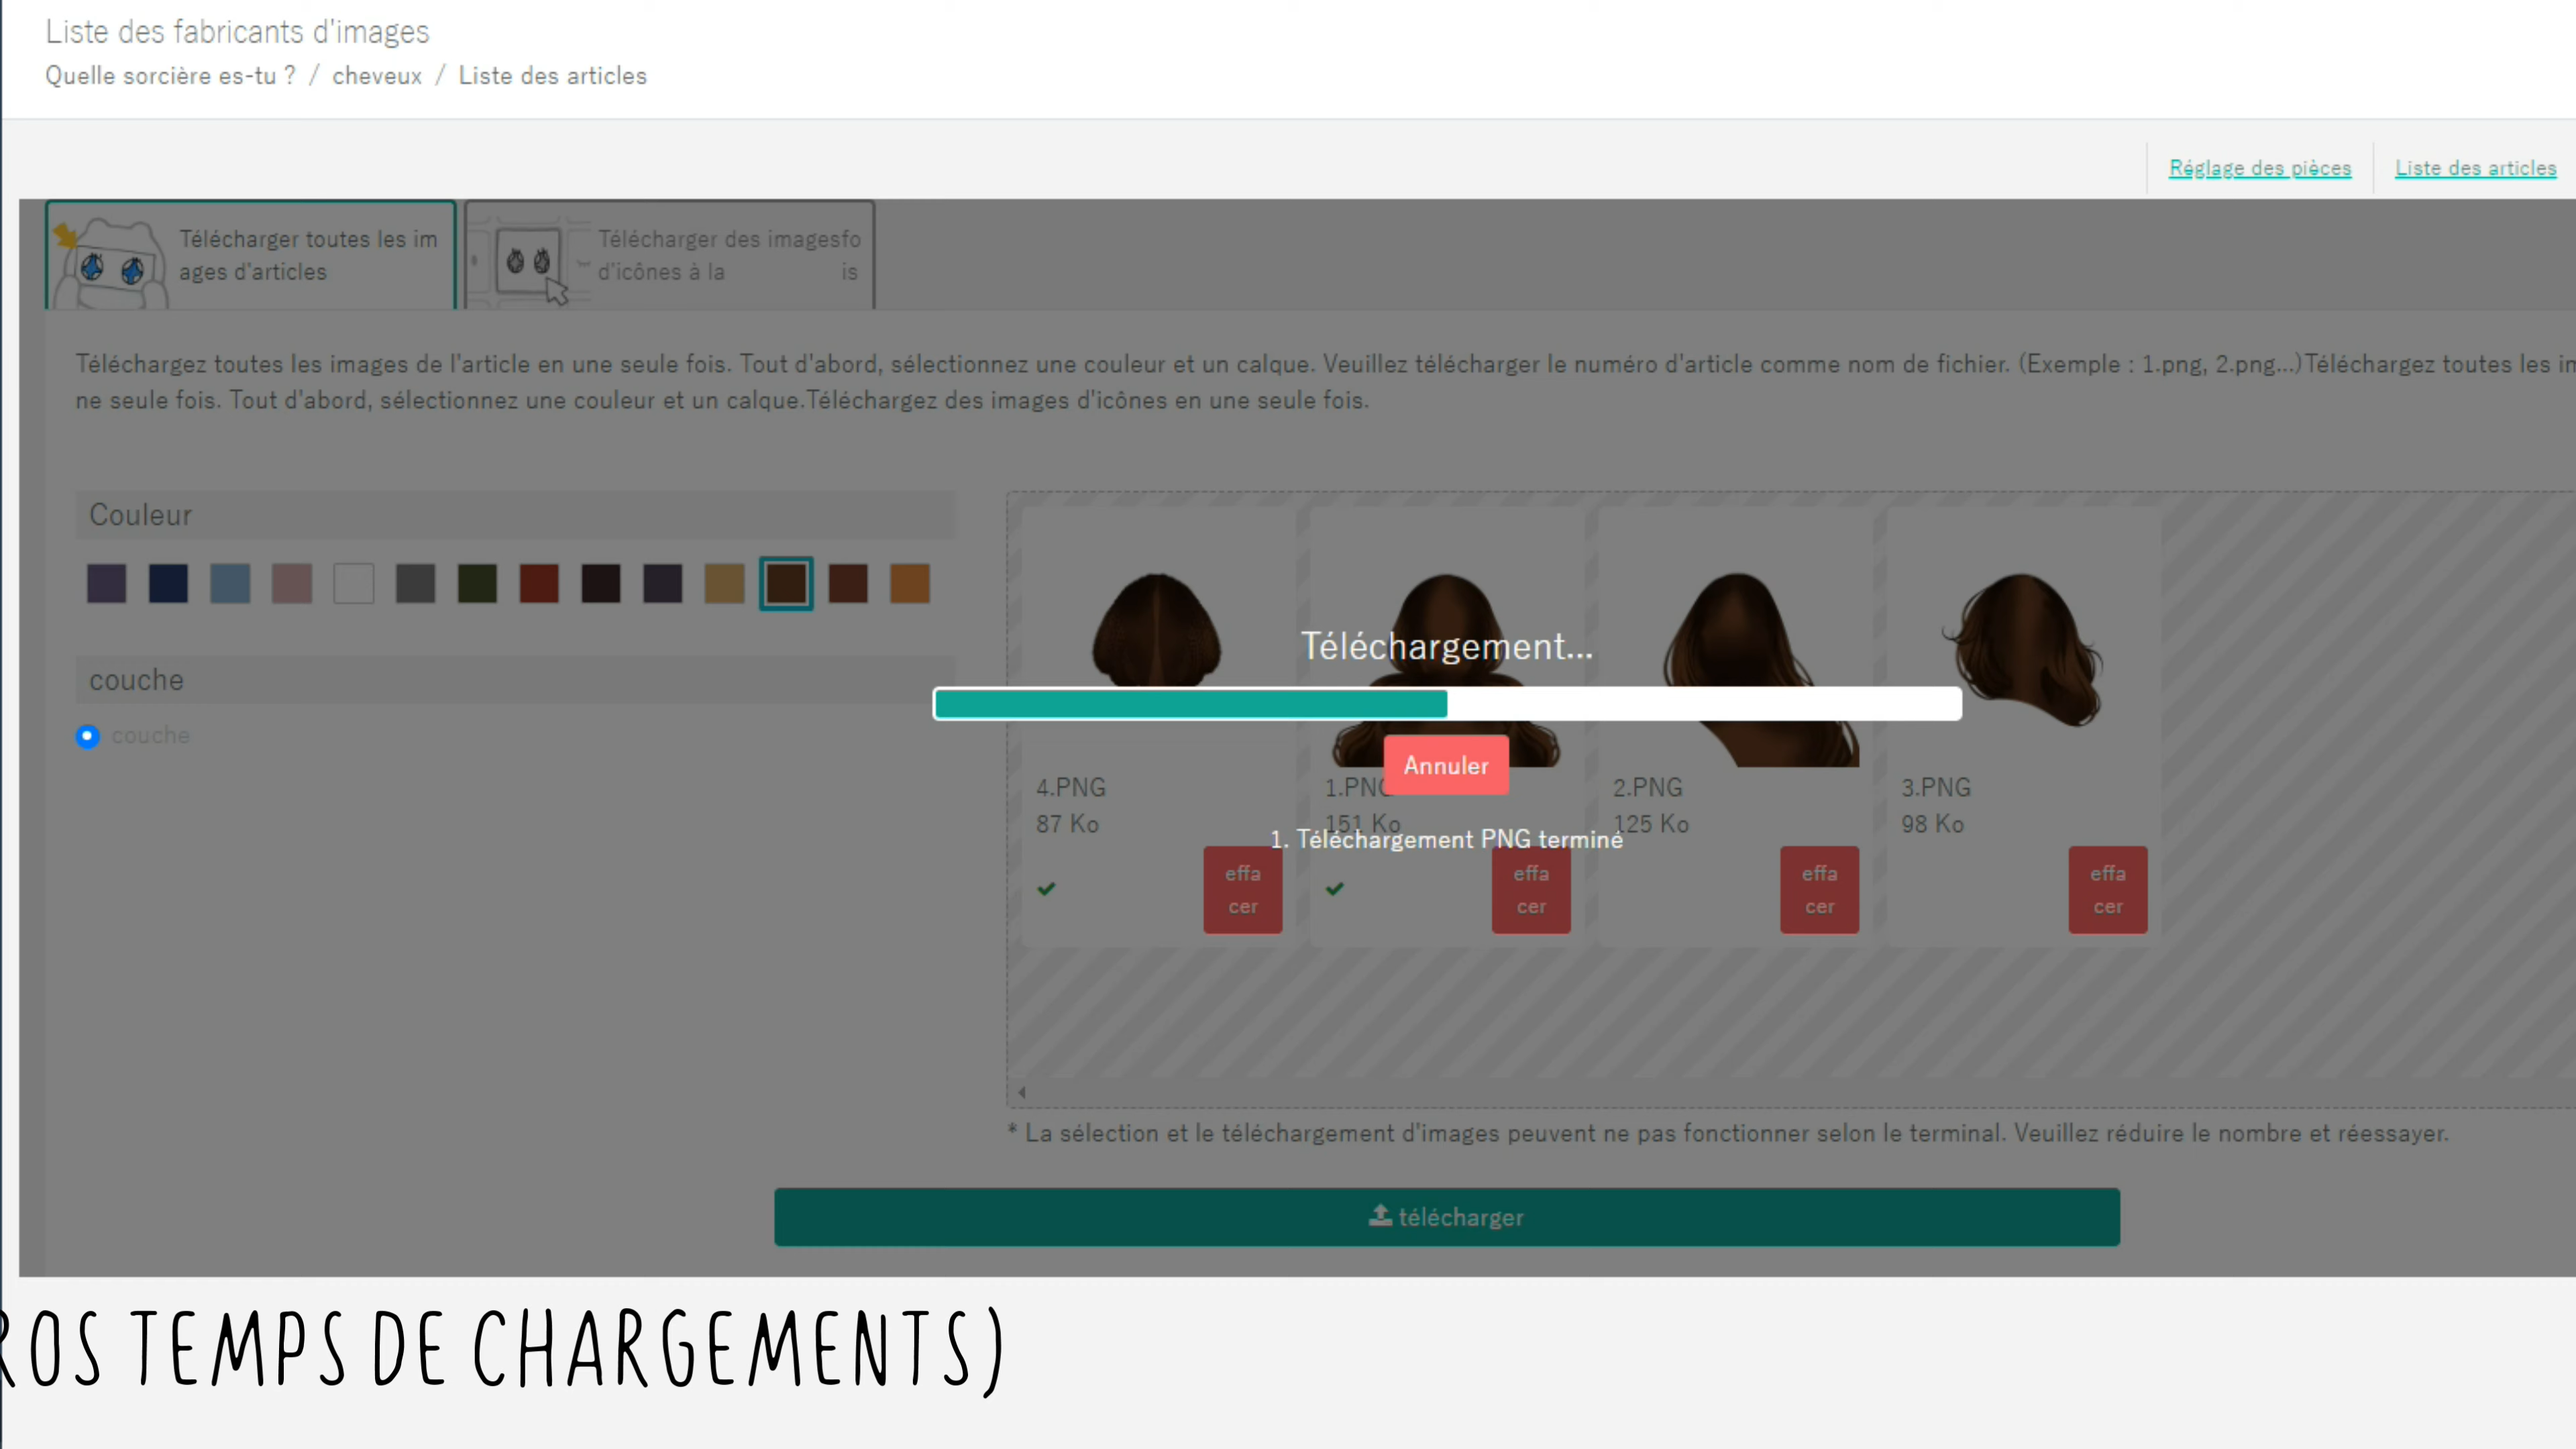 Liste des fabricants d'images
Quelle sorcière es-tu ? / cheveux / Liste des articles
Réglage des pièces
Liste des articles
Télécharger toutes les im
ages d'articles
Télécharger des imagesfo
d'icônes à la is
Téléchargez toutes les images de l'article en une seule fois. Tout d'abord, sélectionnez une couleur et un calque. Veuillez télécharger le numéro d'article comme nom de fichier. (Exemple : 1.png, 2.png...)Téléchargez toutes les im
ne seule fois. Tout d'abord, sélectionnez une couleur et un calque.Téléchargez des images d'icônes en une seule fois.
Couleur
couche
couche
Téléchargement...
Annuler
1. Téléchargement PNG terminé
4.PNG
87 Ko
effa
cer
1.PNG
151 Ko
effa
cer
2.PNG
125 Ko
effa
cer
3.PNG
98 Ko
effa
cer
* La sélection et le téléchargement d'images peuvent ne pas fonctionner selon le terminal. Veuillez réduire le nombre et réessayer.
télécharger
ROS TEMPS DE CHARGEMENTS)